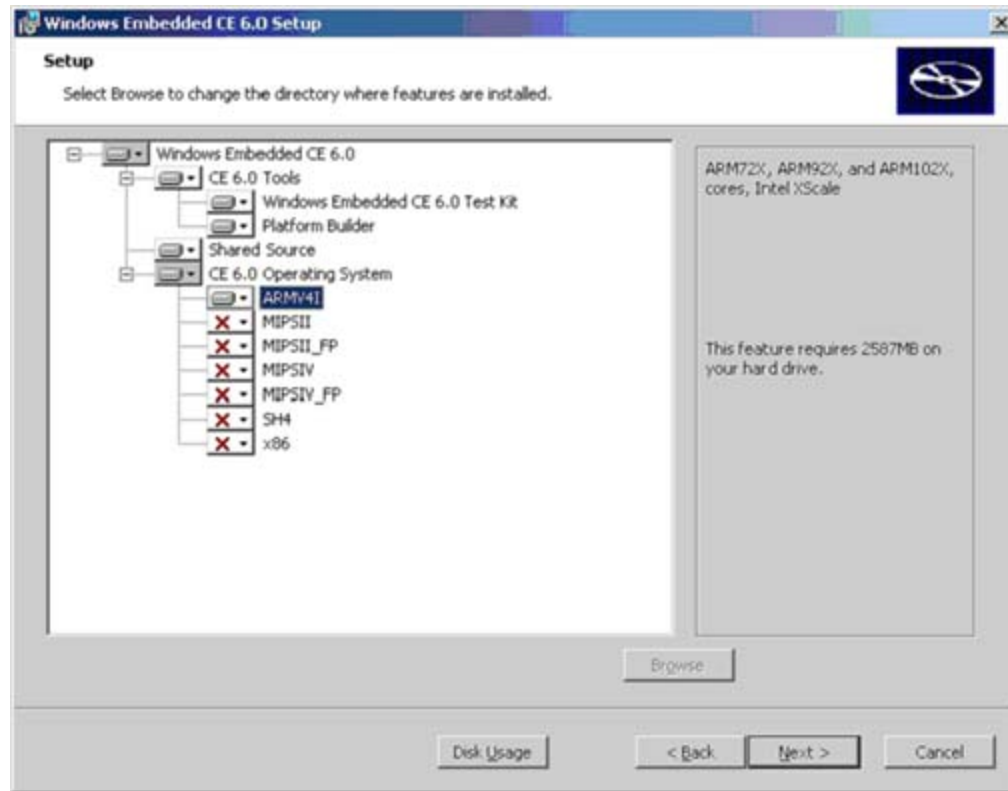 Windows Embedded CE 6.0 Setup
Setup
Select Browse to change the directory where features are installed.
Windows Embedded CE 6.0
CE 6.0 Tools
Windows Embedded CE 6.0 Test Kit
Platform Builder
Shared Source
CE 6.0 Operating System
ARMV4I
MIPSII
MIPSII_FP
MIPSIV
MIPSIV_FP
SH4
x86
ARM72X, ARM92X, and ARM102X,
cores, Intel XScale
This feature requires 2587MB on
your hard drive.
Browse
Disk Usage
< Back
Next >
Cancel